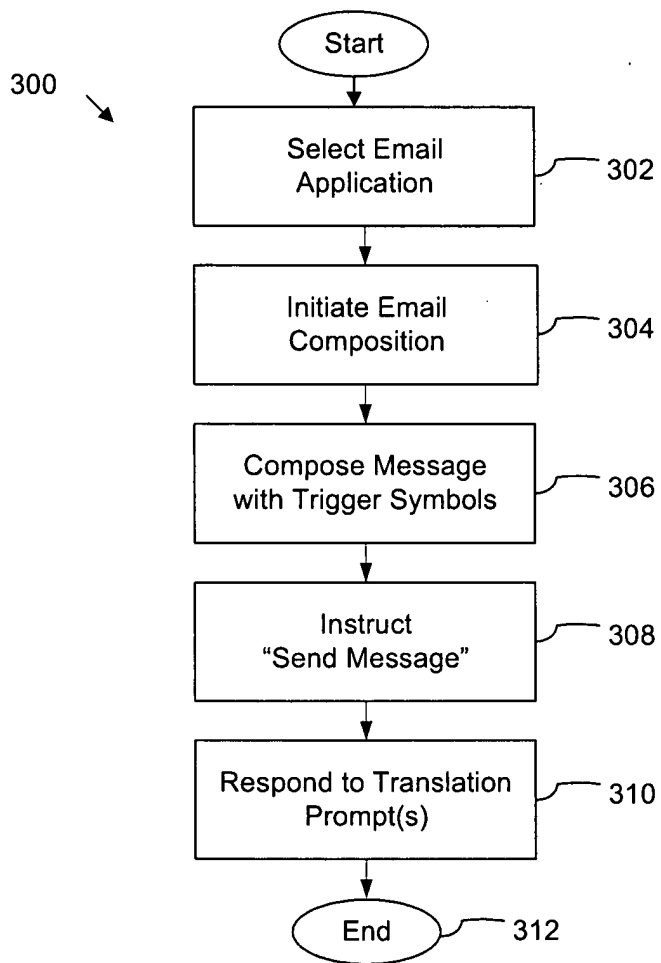 Start
300
Select Email
Application
302
Initiate Email
Composition
304
Compose Message
with Trigger Symbols
306
Instruct
“Send Message”
308
Respond to Translation
Prompt(s)
310
End
312